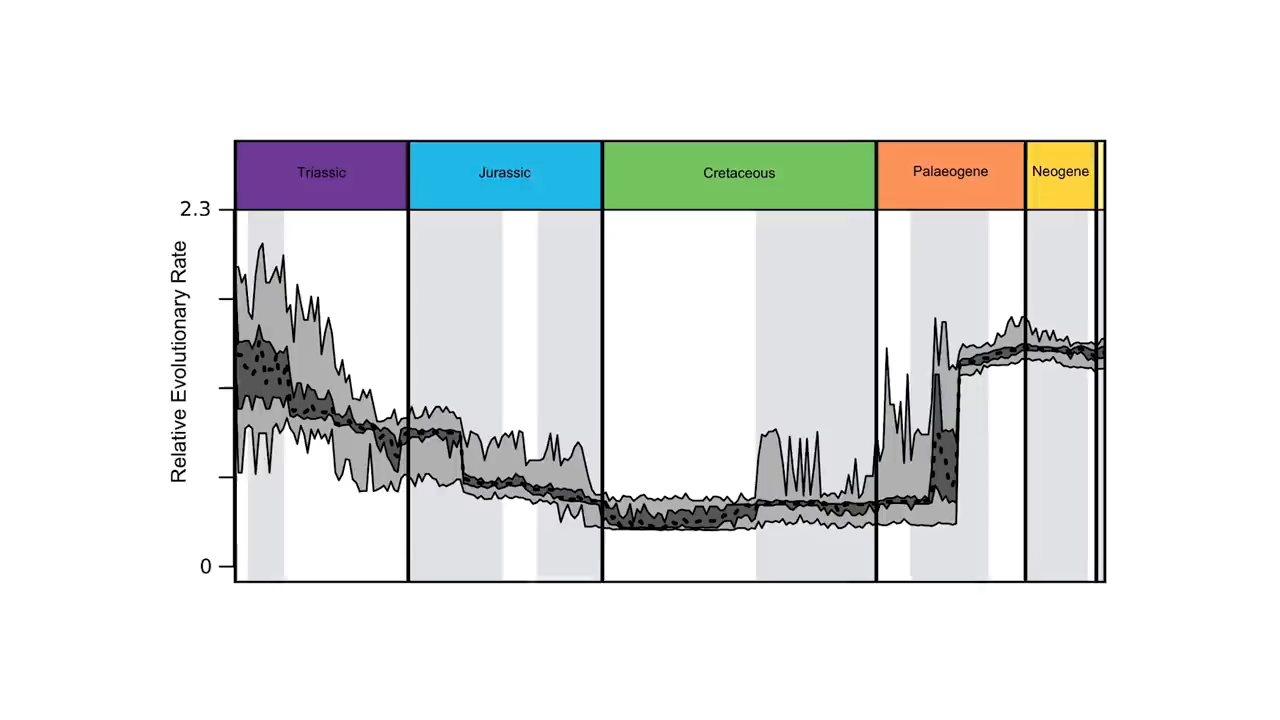 Triassic
Jurassic
Cretaceous
Palaeogene
Neogene
2.3
Relative Evolutionary Rate
0